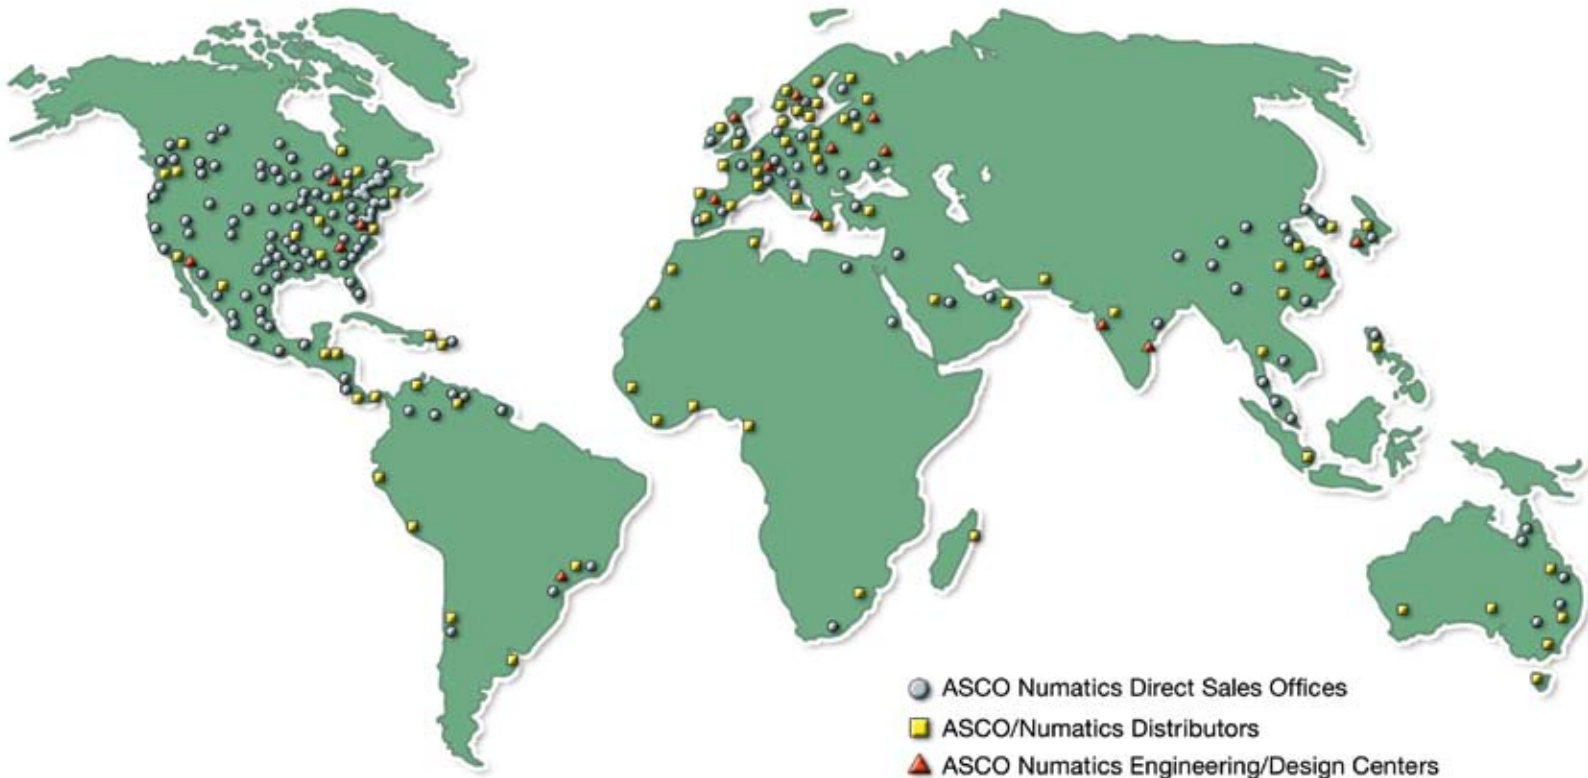 ASCO Numatics Direct Sales Offices
ASCO/Numatics Distributors
ASCO Numatics Engineering/Design Centers